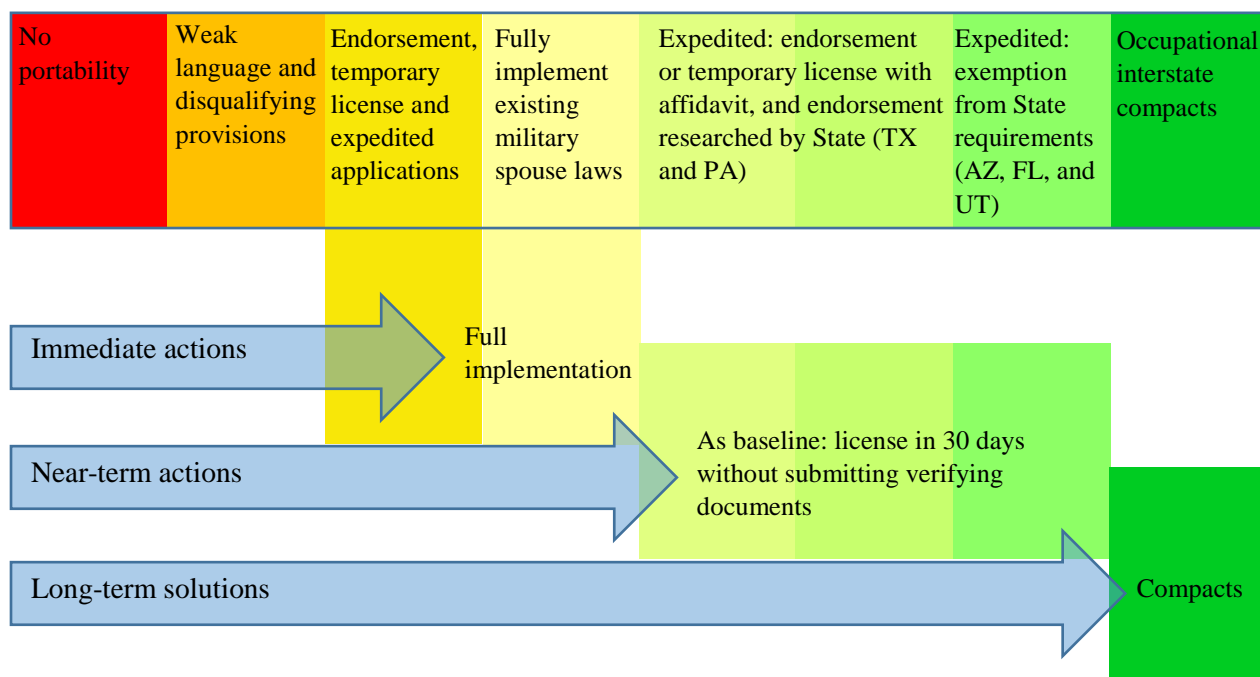 No
portability
Weak
language and
disqualifying
provisions
Endorsement,
temporary
license and
expedited
applications
Fully
implement
existing
military
spouse laws
Expedited: endorsement
or temporary license with
affidavit, and endorsement
researched by State (TX
and PA)
Expedited:
exemption
from State
requirements
(AZ, FL, and
UT)
Occupational
interstate
compacts
Immediate actions
Full
implementation
Near-term actions
As baseline: license in 30 days
without submitting verifying
documents
Long-term solutions
Compacts